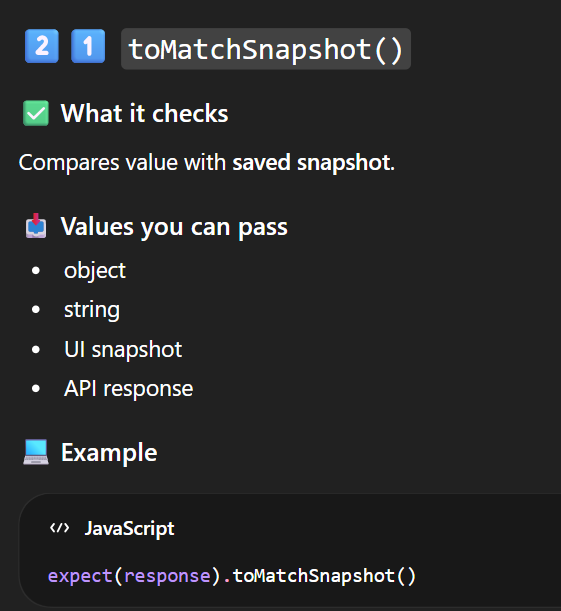 2 1 toMatchSnapshot()
✅ What it checks
Compares value with saved snapshot.
📥 Values you can pass
• object
• string
• UI snapshot
• API response
💻 Example
</> JavaScript
expect(response).toMatchSnapshot()